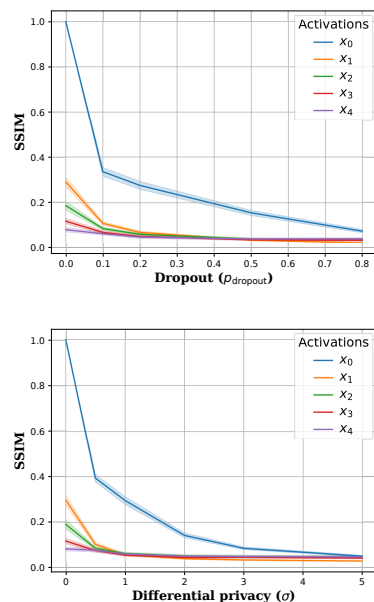 Activations
x0
x1
x2
x3
x4
SSIM
1.0
0.8
0.6
0.4
0.2
0.0
0.0 0.1 0.2 0.3 0.4 0.5 0.6 0.7 0.8
Dropout (pdropout)
Activations
x0
x1
x2
x3
x4
SSIM
1.0
0.8
0.6
0.4
0.2
0.0
0 1 2 3 4 5
Differential privacy (σ)